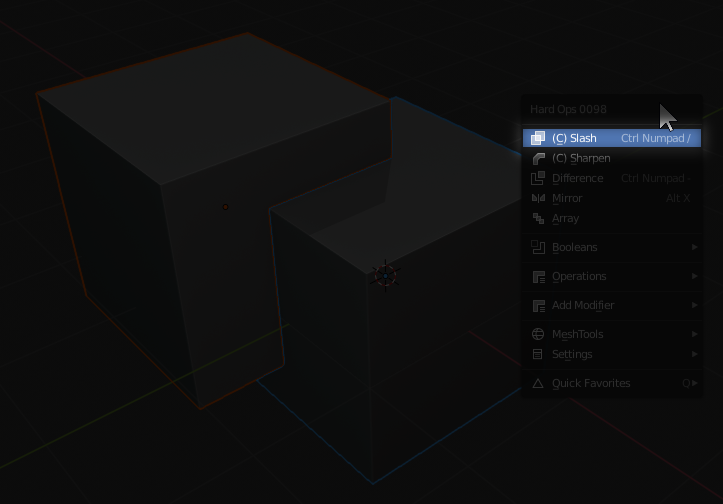 Hard Ops 0098
(C) Slash Ctrl Numpad /
(C) Sharpen
Difference Ctrl Numpad -
Mirror Alt X
Array
Booleans
Operations
Add Modifier
MeshTools
Settings
Quick Favorites Q